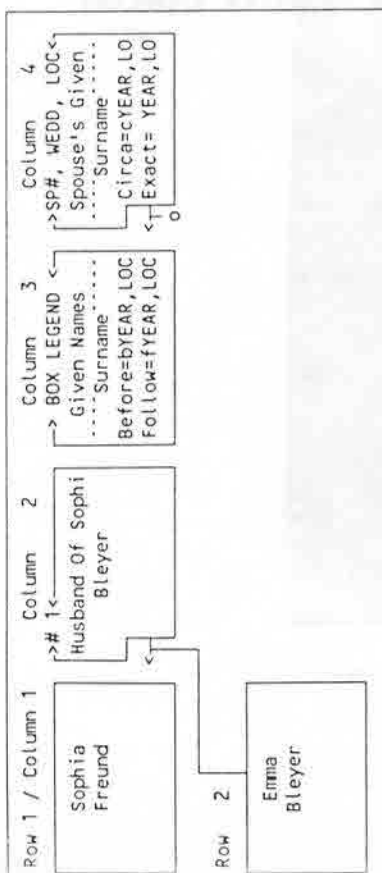 Row 1 / Column 1
Sophia
Freund
Column 2
># 1<
Husband Of Sophi
Bleyer
<
Column 3
> BOX LEGEND <
Given Names
....Surname.....
Before=bYEAR,LOC
Follow=fYEAR,LOC
Column 4
>SP#, WEDD, LOC<
Spouse's Given
....Surname.....
Circa=cYEAR,LO
Exact= YEAR,LO
<T
O
Row 2
Emma
Bleyer